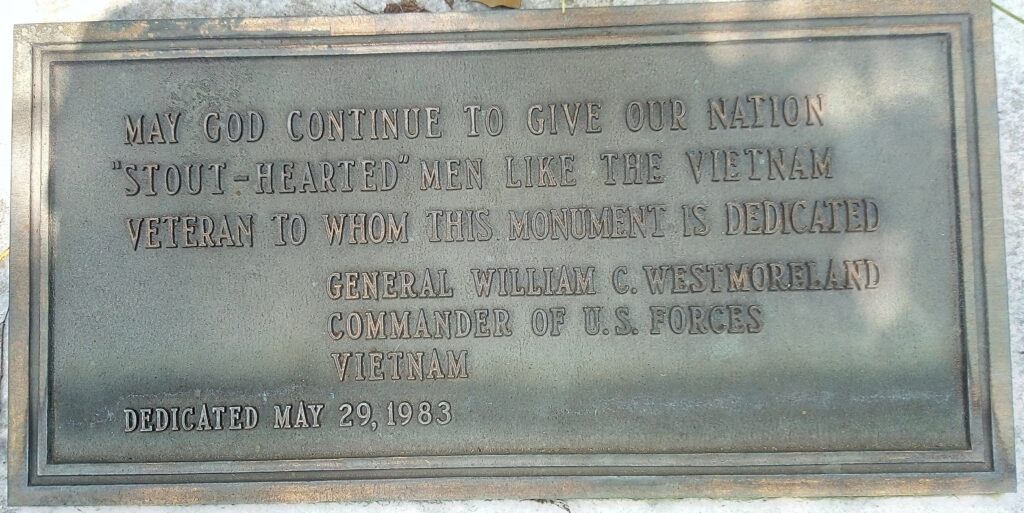 MAY GOD CONTINUE TO GIVE OUR NATION
"STOUT-HEARTED" MEN LIKE THE VIETNAM
VETERAN TO WHOM THIS MONUMENT IS DEDICATED
GENERAL WILLIAM C. WESTMORELAND
COMMANDER OF U.S. FORCES
VIETNAM
DEDICATED MAY 29, 1983